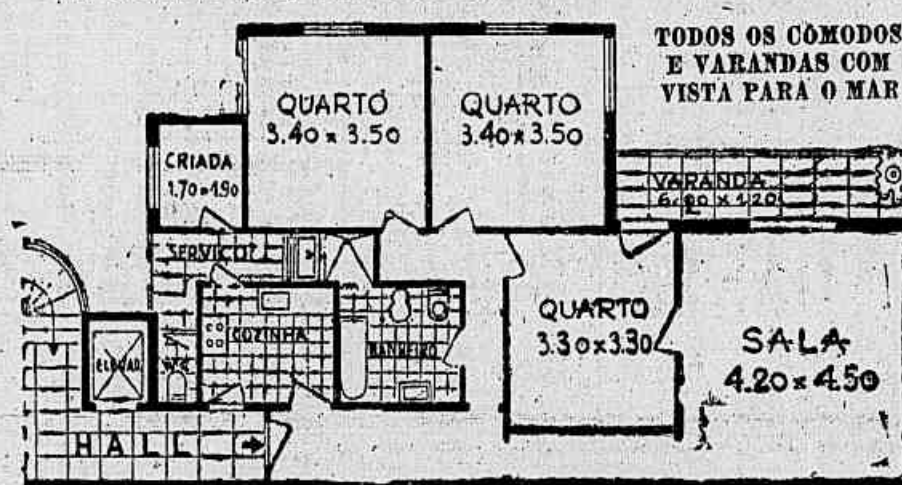 TODOS OS CÔMODOS
E VARANDAS COM
VISTA PARA O MAR
QUARTO
3.40 x 3.50
QUARTO
3.40 x 3.50
CRIADA
1.70 x 1.90
VARANDA
SERVIÇO
QUARTO
3.30 x 3.30
SALA
4.20 x 4.50
COZINHA
BANHEIRO
ELEVAD.
W.C.
HALL